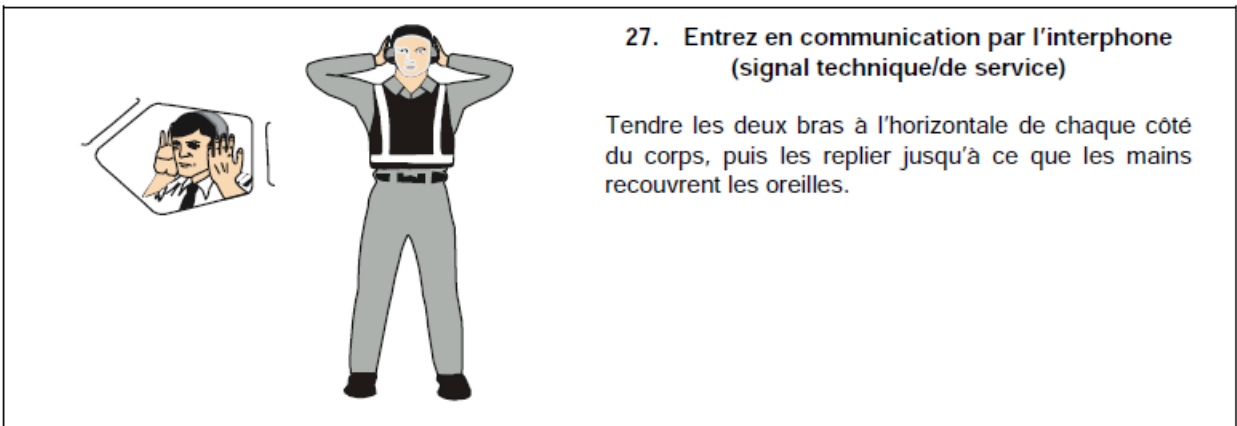 27. Entrez en communication par l'interphone
(signal technique/de service)
Tendre les deux bras à l'horizontale de chaque côté
du corps, puis les replier jusqu'à ce que les mains
recouvrent les oreilles.